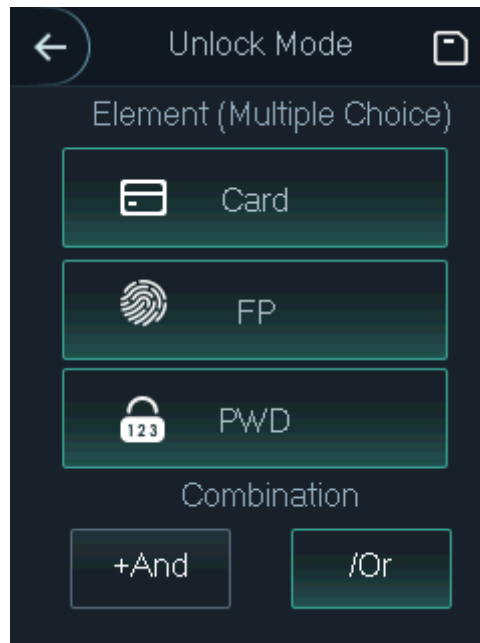 Unlock Mode
Element (Multiple Choice)
Card
FP
123
PWD
Combination
+And
/Or